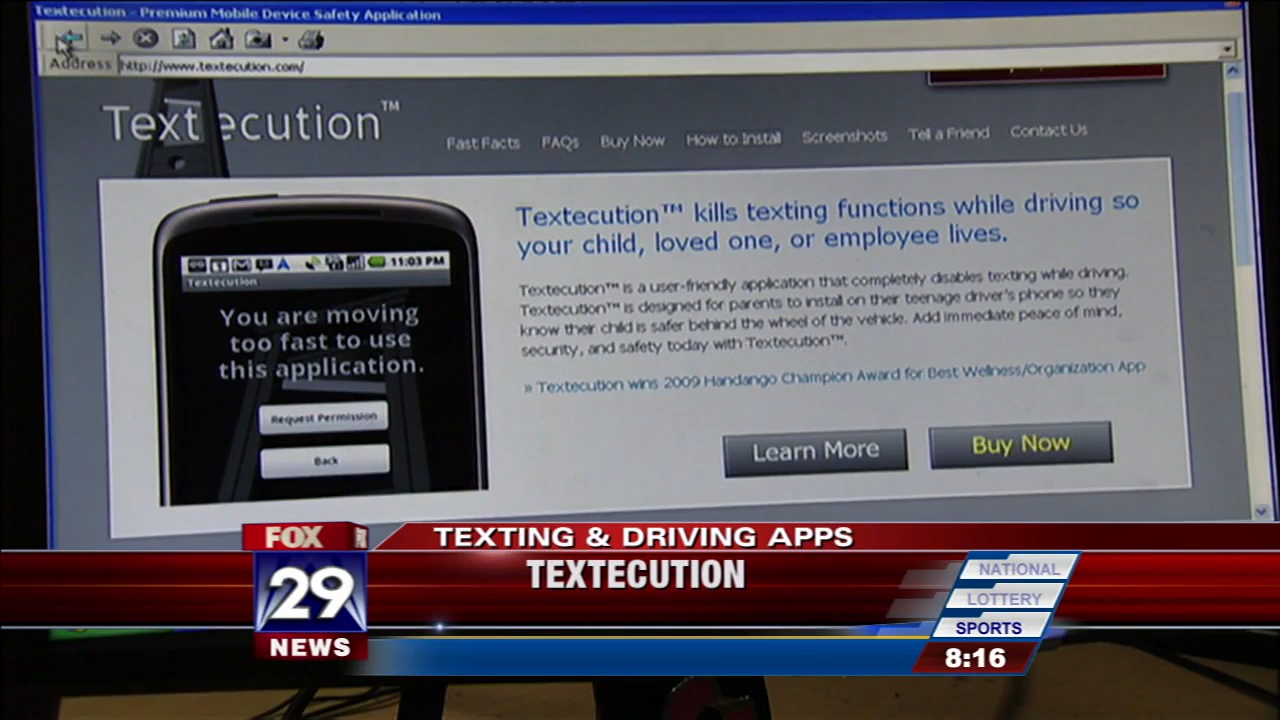 Textecution - Premium Mobile Device Safety Application
Address http://www.textecution.com/
Textecution™
Fast Facts FAQs Buy Now How to Install Screenshots Tell a Friend Contact Us
11:03 PM
Textecution
You are moving
too fast to use
this application.
Request Permission
Back
Textecution™ kills texting functions while driving so
your child, loved one, or employee lives.
Textecution™ is a user-friendly application that completely disables texting while driving.
Textecution™ is designed for parents to install on their teenage driver's phone so they
know their child is safer behind the wheel of the vehicle. Add immediate peace of mind,
security, and safety today with Textecution™.
» Textecution wins 2009 Handango Champion Award for Best Wellness/Organization App
Learn More
Buy Now
FOX
29
NEWS
TEXTING & DRIVING APPS
TEXTECUTION
NATIONAL
LOTTERY
SPORTS
8:16